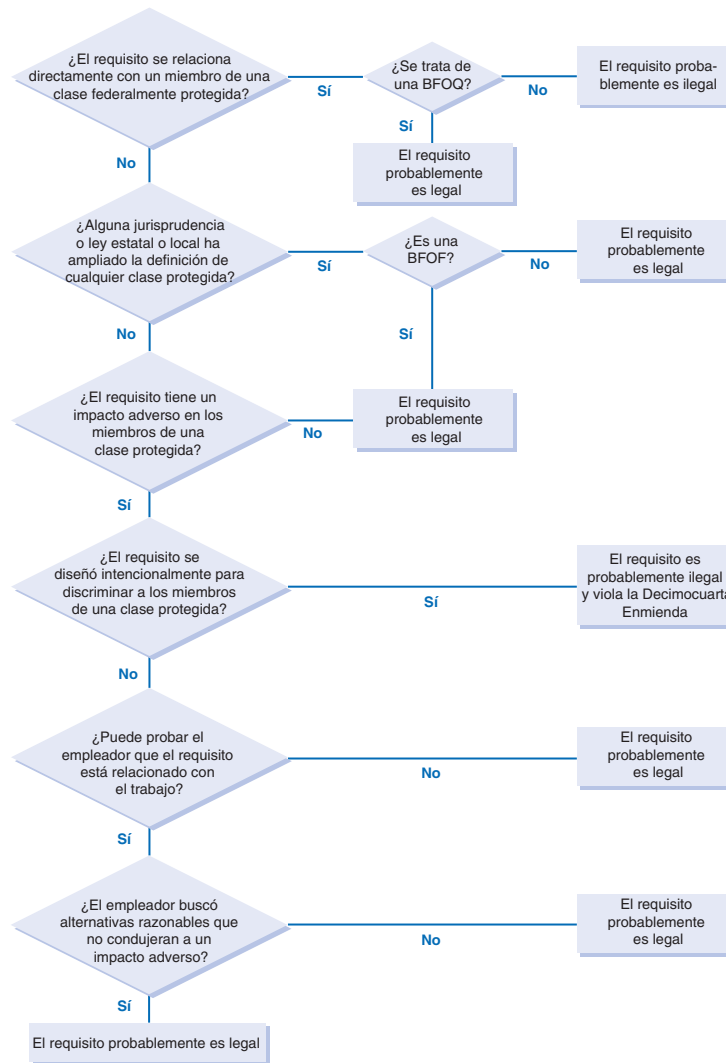 ¿El requisito se relaciona
directamente con un miembro de una
clase federalmente protegida?
Sí
¿Se trata de
una BFOQ?
No
El requisito proba-
blemente es ilegal
Sí
El requisito
probablemente
es legal
No
¿Alguna jurisprudencia
o ley estatal o local ha
ampliado la definición de
cualquier clase protegida?
Sí
¿Es una
BFOF?
No
El requisito
probablemente
es legal
Sí
No
¿El requisito tiene un
impacto adverso en los
miembros de una
clase protegida?
No
El requisito
probablemente
es legal
Sí
¿El requisito se
diseñó intencionalmente para
discriminar a los miembros
de una clase protegida?
Sí
El requisito es
probablemente ilegal
y viola la Decimocuarta
Enmienda
No
¿Puede probar el
empleador que el requisito
está relacionado con
el trabajo?
No
El requisito
probablemente
es legal
Sí
¿El empleador buscó
alternativas razonables que
no condujeran a un
impacto adverso?
No
El requisito
probablemente
es legal
Sí
El requisito probablemente es legal